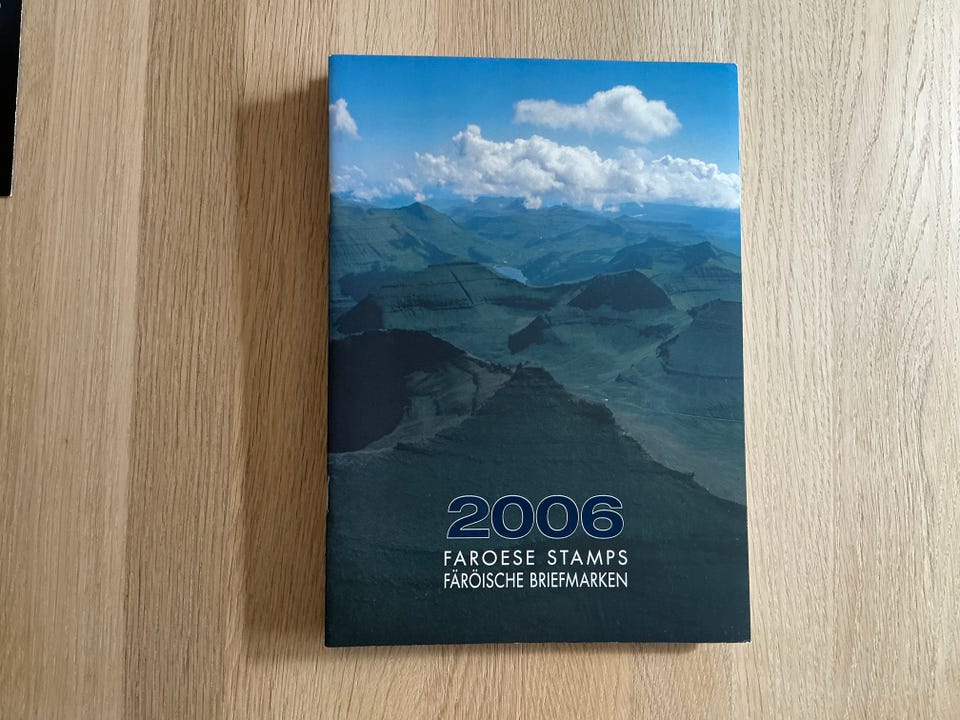 2006
FAROESE STAMPS
FÄRÖISCHE BRIEFMARKEN